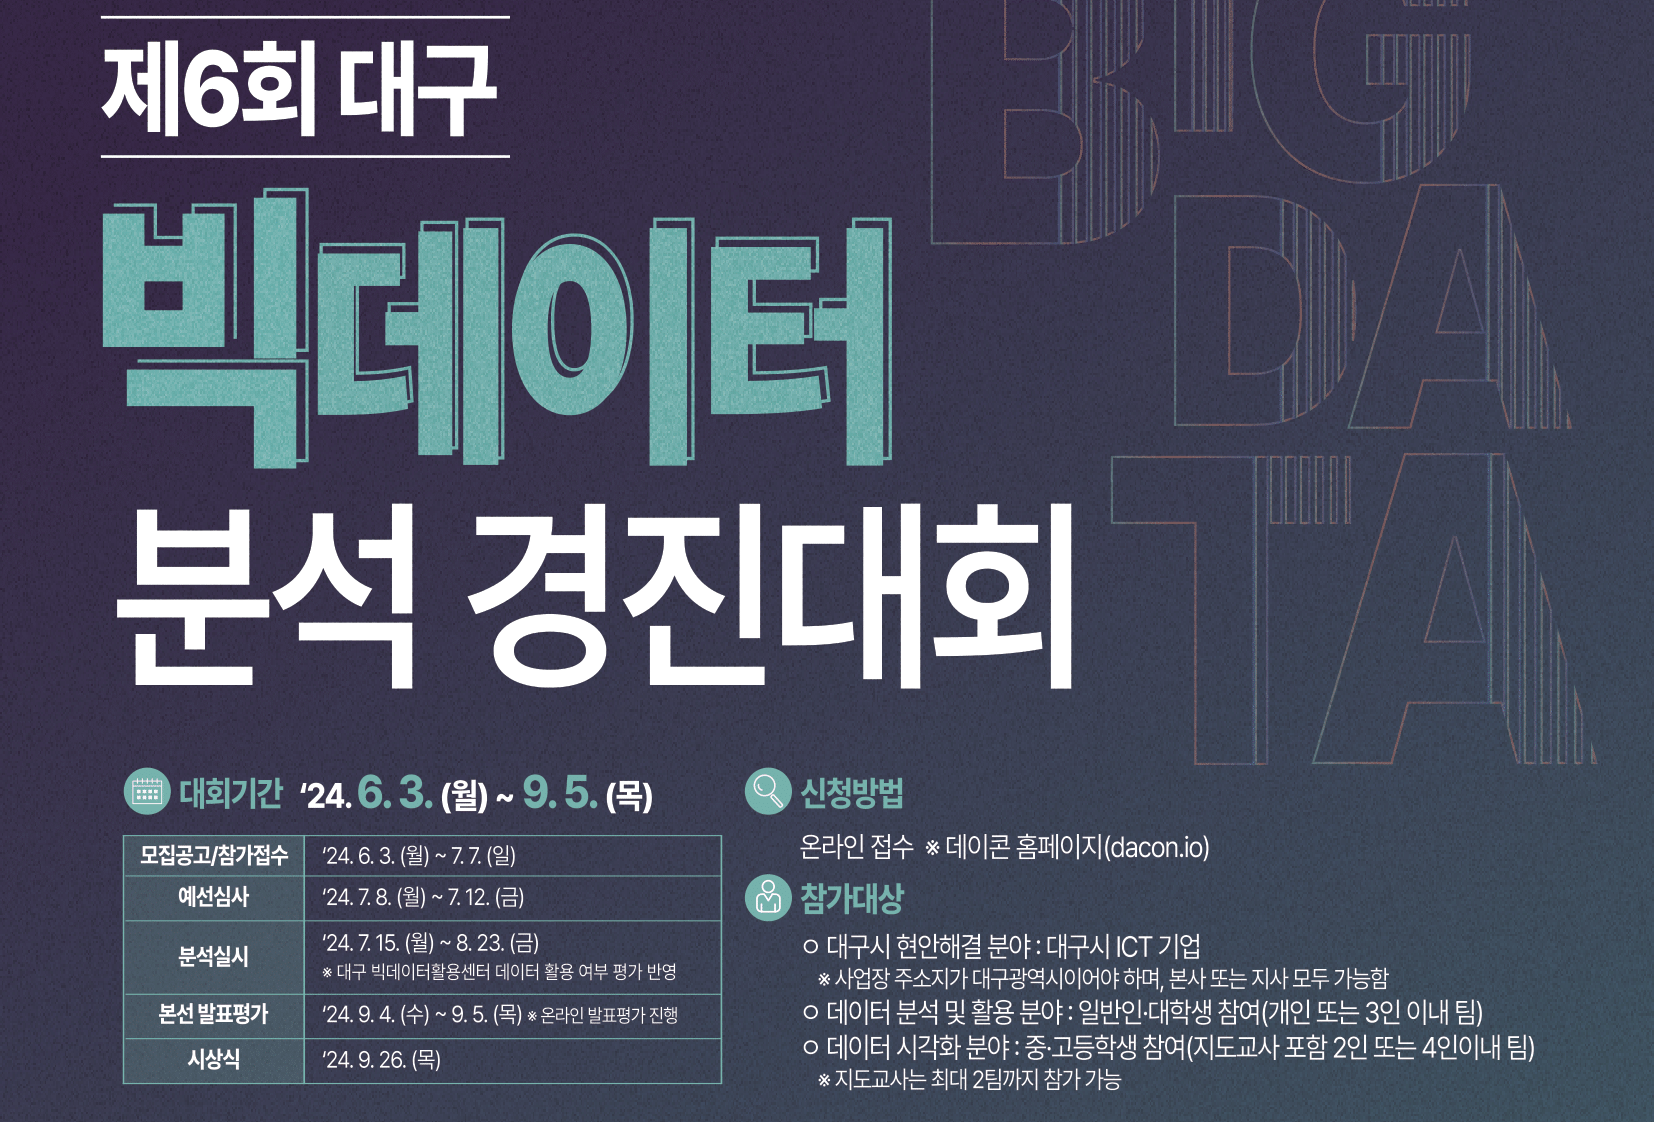 제6회 대구
BIG
DATA
빅데이터
분석 경진대회
대회기간 ‘24. 6. 3. (월) ~ 9. 5. (목)
모집공고/참가접수 ‘24. 6. 3. (월) ~ 7. 7. (일)
예선심사 ‘24. 7. 8. (월) ~ 7. 12. (금)
분석실시 ‘24. 7. 15. (월) ~ 8. 23. (금)
※ 대구 빅데이터활용센터 데이터 활용 여부 평가 반영
본선 발표평가 ‘24. 9. 4. (수) ~ 9. 5. (목) ※ 온라인 발표평가 진행
시상식 ‘24. 9. 26. (목)
신청방법
온라인 접수 ※ 데이콘 홈페이지(dacon.io)
참가대상
ㅇ 대구시 현안해결 분야 : 대구시 ICT 기업
※ 사업장 주소지가 대구광역시이어야 하며, 본사 또는 지사 모두 가능함
ㅇ 데이터 분석 및 활용 분야 : 일반인·대학생 참여(개인 또는 3인 이내 팀)
ㅇ 데이터 시각화 분야 : 중·고등학생 참여(지도교사 포함 2인 또는 4인이내 팀)
※ 지도교사는 최대 2팀까지 참가 가능